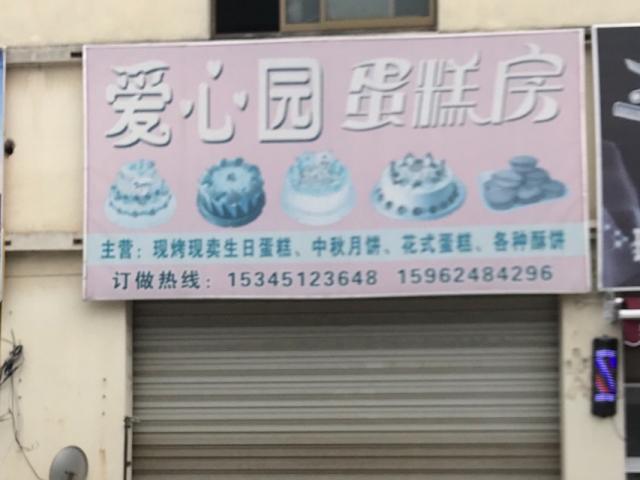 爱心园 蛋糕房
主营：现烤现卖生日蛋糕、中秋月饼、花式蛋糕、各种酥饼
订做热线：15345123648 15962484296